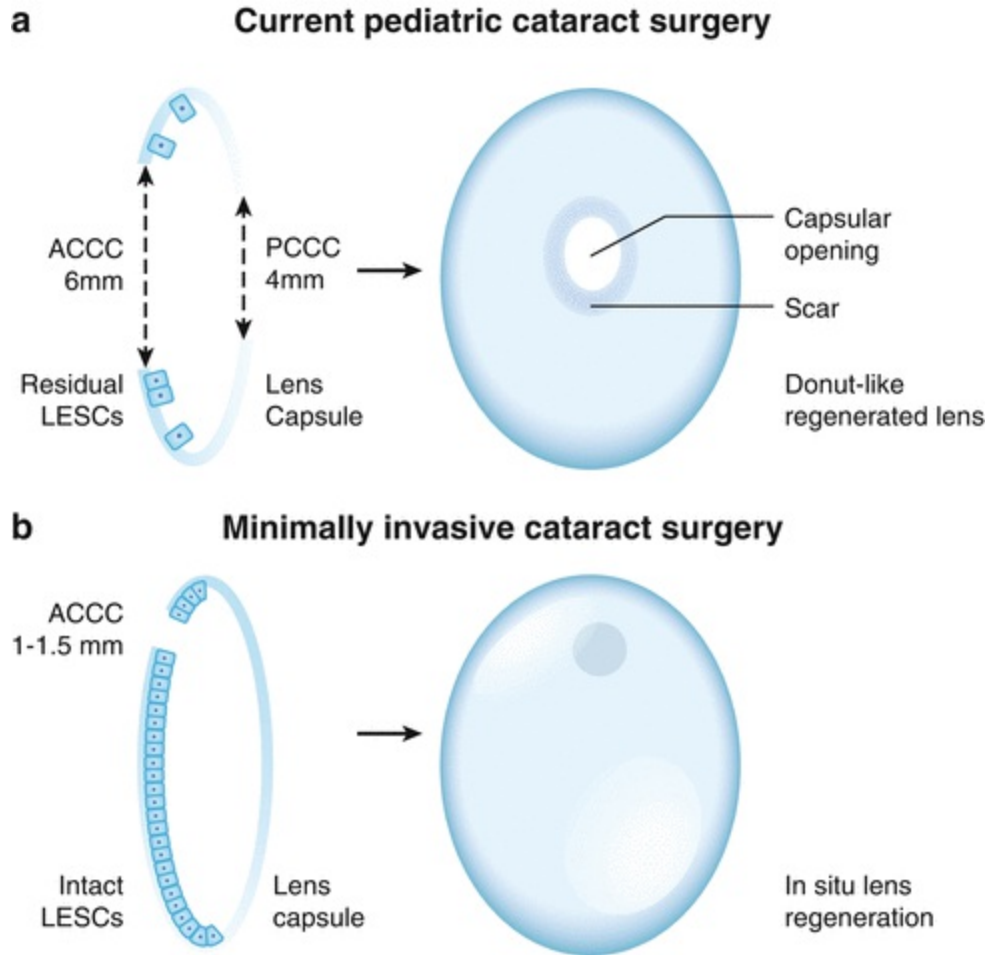 a
Current pediatric cataract surgery
ACCC
6mm
PCCC
4mm
Residual
LESCs
Lens
Capsule
Capsular
opening
Scar
Donut-like
regenerated lens
b
Minimally invasive cataract surgery
ACCC
1-1.5 mm
Intact
LESCs
Lens
capsule
In situ lens
regeneration